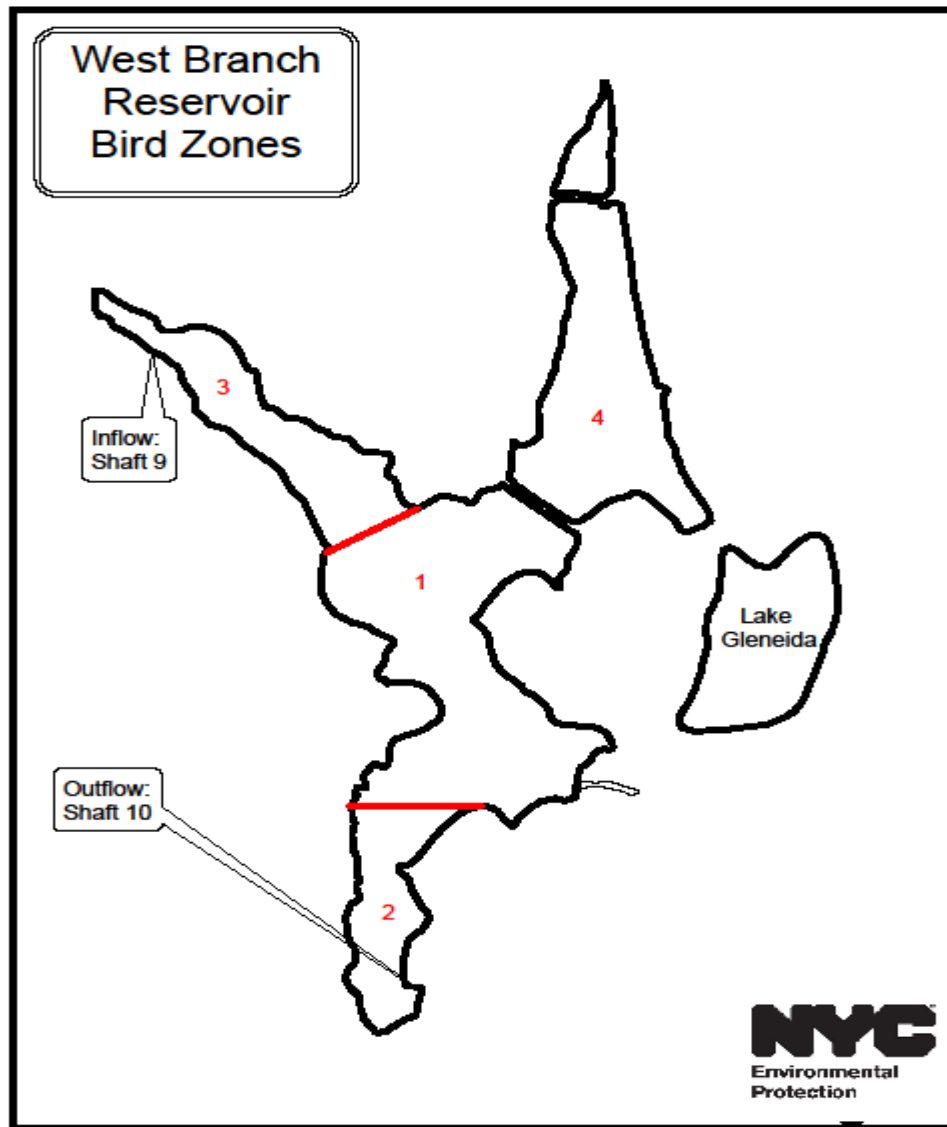 West Branch
Reservoir
Bird Zones
3
4
Inflow:
Shaft 9
1
Lake
Gleneida
Outflow:
Shaft 10
2
NYC
Environmental
Protection